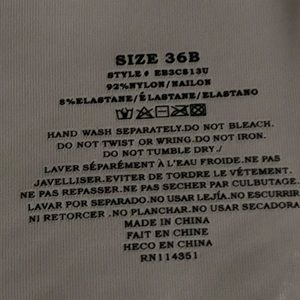 SIZE 36B
STYLE # EB3C813U
92%NYLON/NAILON
8%ELASTANE/ÉLASTANE/ELASTANO
HAND WASH SEPARATELY.DO NOT BLEACH.
DO NOT TWIST OR WRING.DO NOT IRON.
DO NOT TUMBLE DRY./
LAVER SÉPARÉMENT À L'EAU FROIDE.NE PAS
JAVELLISER.EVITER DE TORDRE LE VÊTEMENT.
NE PAS REPASSER.NE PAS SECHER PAR CULBUTAGE.
LAVAR POR SEPARADO.NO USAR LEJÍA.NO ESCURRIR
NI RETORCER .NO PLANCHAR.NO USAR SECADORA
MADE IN CHINA
FAIT EN CHINE
HECO EN CHINA
RN114351